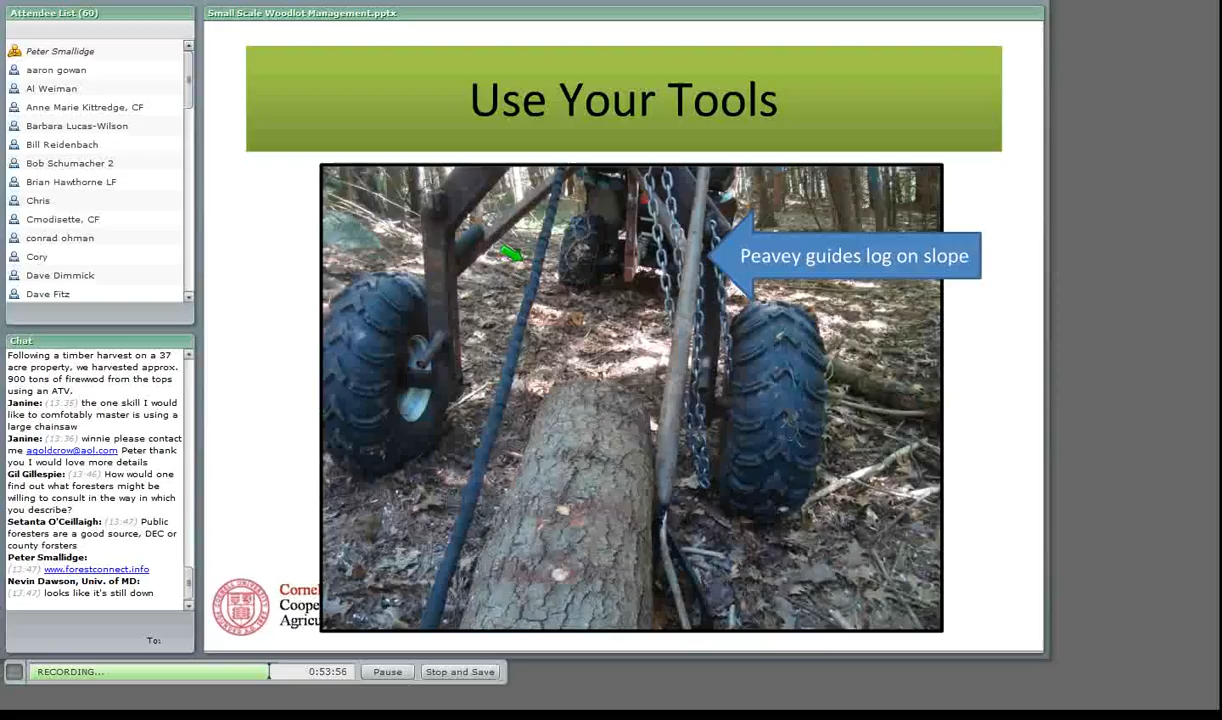 Attendee List (60)
Peter Smallidge
aaron gowan
Al Weiman
Anne Marie Kittredge, CF
Barbara Lucas-Wilson
Bill Reidenbach
Bob Schumacher 2
Brian Hawthorne LF
Chris
Cmodisette, CF
conrad ohman
Cory
Dave Dimmick
Dave Fitz
Chat
Following a timber harvest on a 37
acre property, we harvested approx.
900 tons of firewwod from the tops
using an ATV.
Janine: (13:35) the one skill I would
like to comfotably master is using a
large chainsaw
Janine: (13:36) winnie please contact
me agoldcrow@aol.com Peter thank
you I would love more details
Gil Gillespie: (13:46) How would one
find out what foresters might be
willing to consult in the way in which
you describe?
Setanta O'Ceillaigh: (13:47) Public
foresters are a good source, DEC or
county forsters
Peter Smallidge:
(13:47) www.forestconnect.info
Nevin Dawson, Univ. of MD:
(13:47) looks like it's still down
To:
Small Scale Woodlot Management.pptx
Use Your Tools
Peavey guides log on slope
Cornel
Coope
Agricu
RECORDING...
0:53:56
Pause
Stop and Save